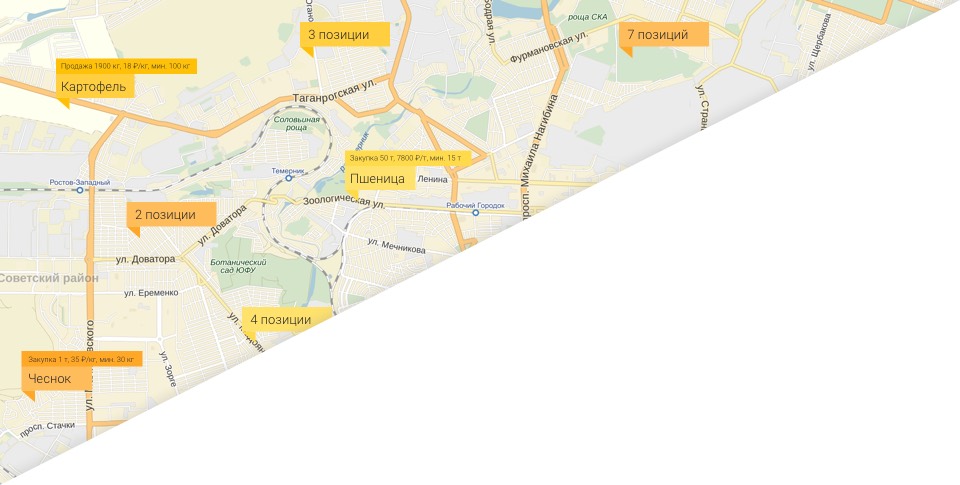 роща СКА
3 позиции
7 позиций
Фурмановская ул.
ул. Щербакова
Продажа 1900 кг, 18 ₽/кг, мин. 100 кг
Картофель
Таганрогская ул.
Соловьиная
роща
просп. Михаила Нагибина
Закупка 50 т, 7800 ₽/т, мин. 15 т
Пшеница
Ленина
Темерник
Ростов-Западный
Зоологическая ул.
Рабочий Городок
2 позиции
ул. Доватора
ул. Мечникова
ул. Доватора
Ботанический
сад ЮФУ
Советский район
ул. Еременко
4 позиции
Закупка 1 т, 35 ₽/кг, мин. 30 кг
Чеснок
ул. Зорге
просп. Стачки